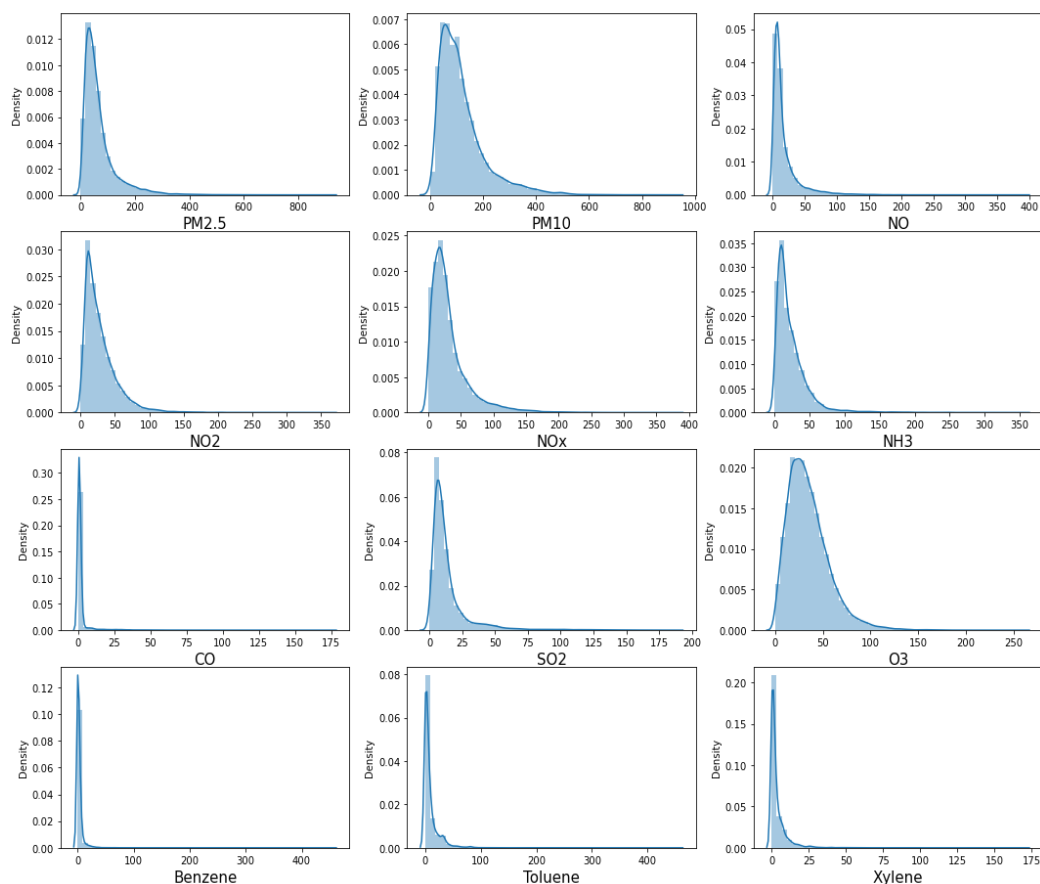 0.012 0.010 0.008 0.006 0.004 0.002 0.000
Density
0 200 400 600 800
PM2.5
0.007 0.006 0.005 0.004 0.003 0.002 0.001 0.000
Density
0 200 400 600 800 1000
PM10
0.05 0.04 0.03 0.02 0.01 0.00
Density
0 50 100 150 200 250 300 350 400
NO
0.030 0.025 0.020 0.015 0.010 0.005 0.000
Density
0 50 100 150 200 250 300 350
NO2
0.025 0.020 0.015 0.010 0.005 0.000
Density
0 50 100 150 200 250 300 350 400
NOx
0.035 0.030 0.025 0.020 0.015 0.010 0.005 0.000
Density
0 50 100 150 200 250 300 350
NH3
0.30 0.25 0.20 0.15 0.10 0.05 0.00
Density
0 25 50 75 100 125 150 175
CO
0.08 0.06 0.04 0.02 0.00
Density
0 25 50 75 100 125 150 175 200
SO2
0.020 0.015 0.010 0.005 0.000
Density
0 50 100 150 200 250
O3
0.12 0.10 0.08 0.06 0.04 0.02 0.00
Density
0 100 200 300 400
Benzene
0.08 0.06 0.04 0.02 0.00
Density
0 100 200 300 400
Toluene
0.20 0.15 0.10 0.05 0.00
Density
0 25 50 75 100 125 150 175
Xylene